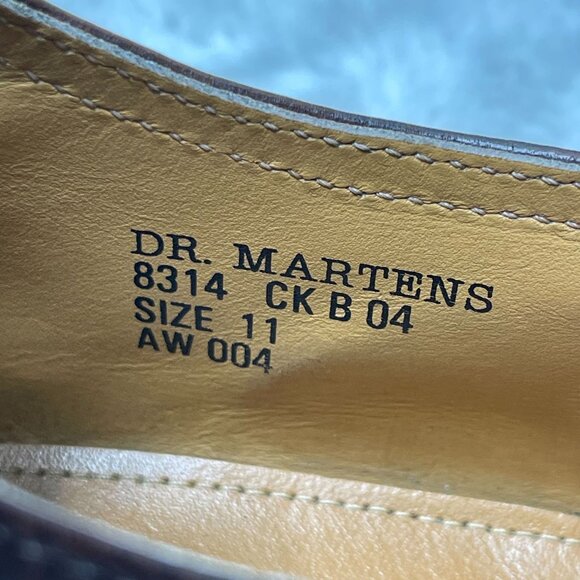 DR. MARTENS
8314 CK B 04
SIZE 11
AW 004